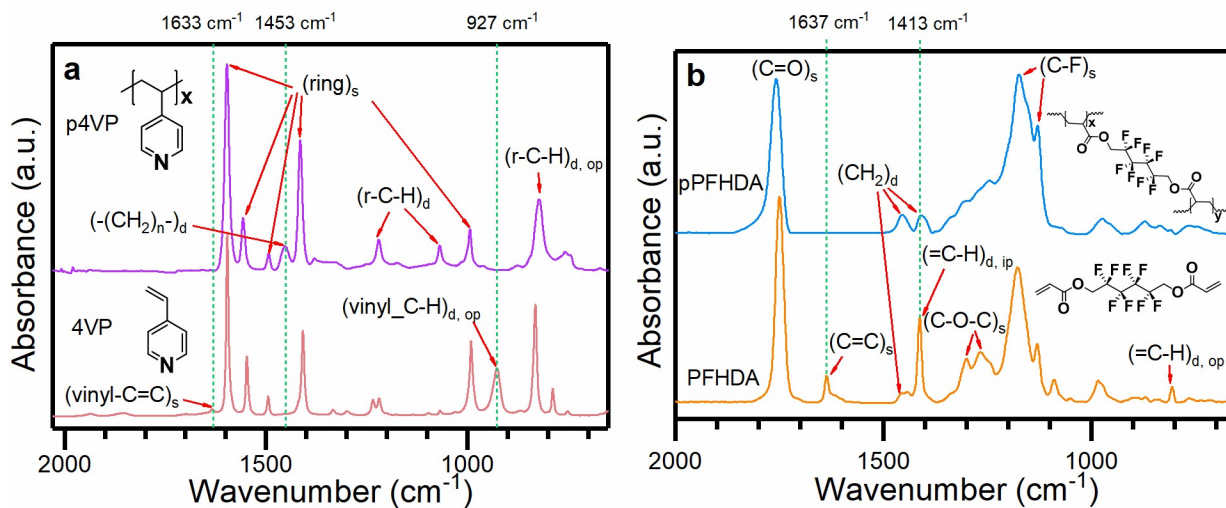 1633 cm⁻¹ 1453 cm⁻¹ 927 cm⁻¹
a
p4VP
x
N
(ring)s
(r-C-H)d, op
(r-C-H)d
(-(CH2)n-)d
4VP
N
(vinyl_C-H)d, op
(vinyl-C=C)s
Absorbance (a.u.)
2000 1500 1000
Wavenumber (cm⁻¹)
1637 cm⁻¹ 1413 cm⁻¹
b
(C=O)s
(C-F)s
x
O
O
F F F F
F F F F
O
O
y
pPFHDA
(CH2)d
(=C-H)d, ip
(C-O-C)s
(C=C)s
O
O
F F F F
F F F F
O
O
PFHDA
(=C-H)d, op
Absorbance (a.u.)
2000 1500 1000
Wavenumber (cm⁻¹)